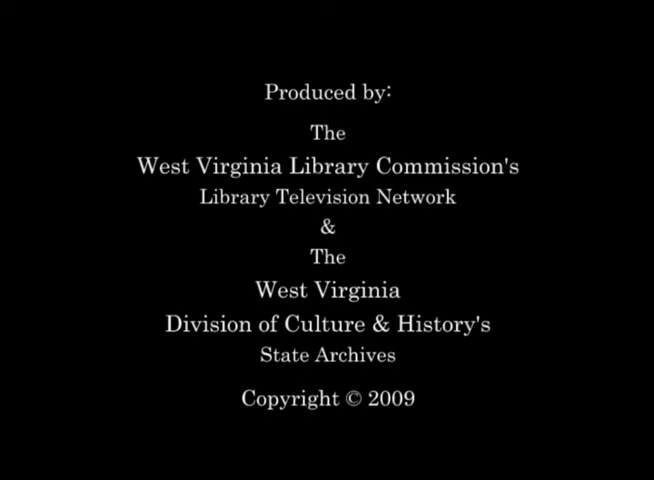 Produced by:
The
West Virginia Library Commission's
Library Television Network
&
The
West Virginia
Division of Culture & History's
State Archives
Copyright © 2009